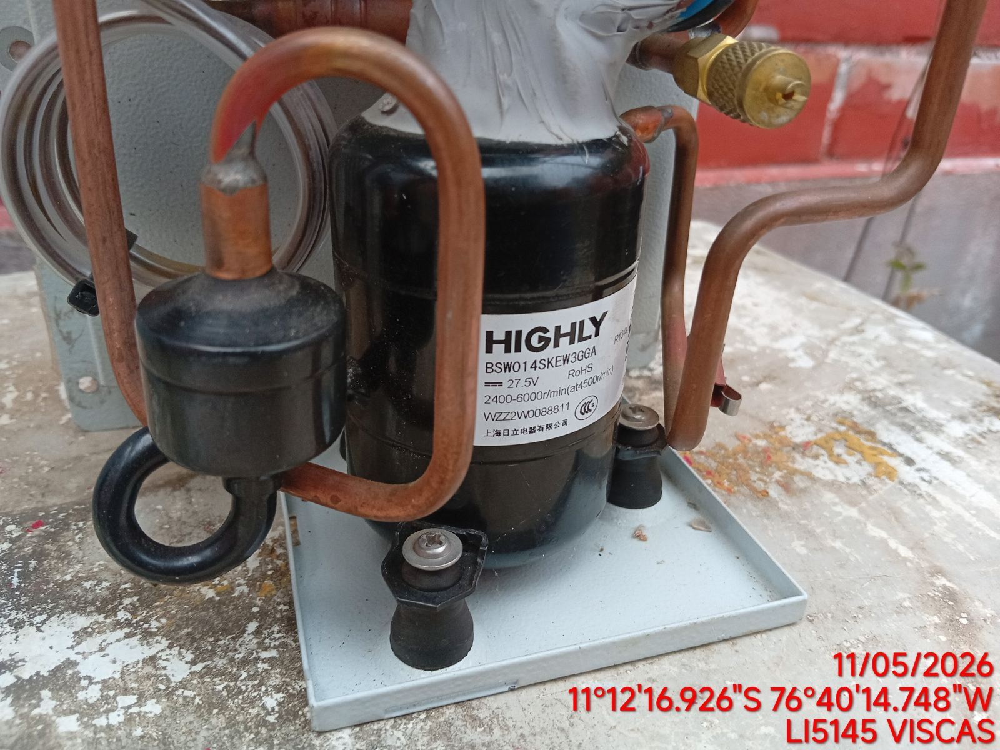 HIGHLY
BSW014SKEW3GGA
27.5V RoHS
2400-6000r/min(at4500r/min)
WZZ2W0088811
上海日立电器有限公司
11/05/2026
11°12'16.926"S 76°40'14.748"W
LI5145 VISCAS